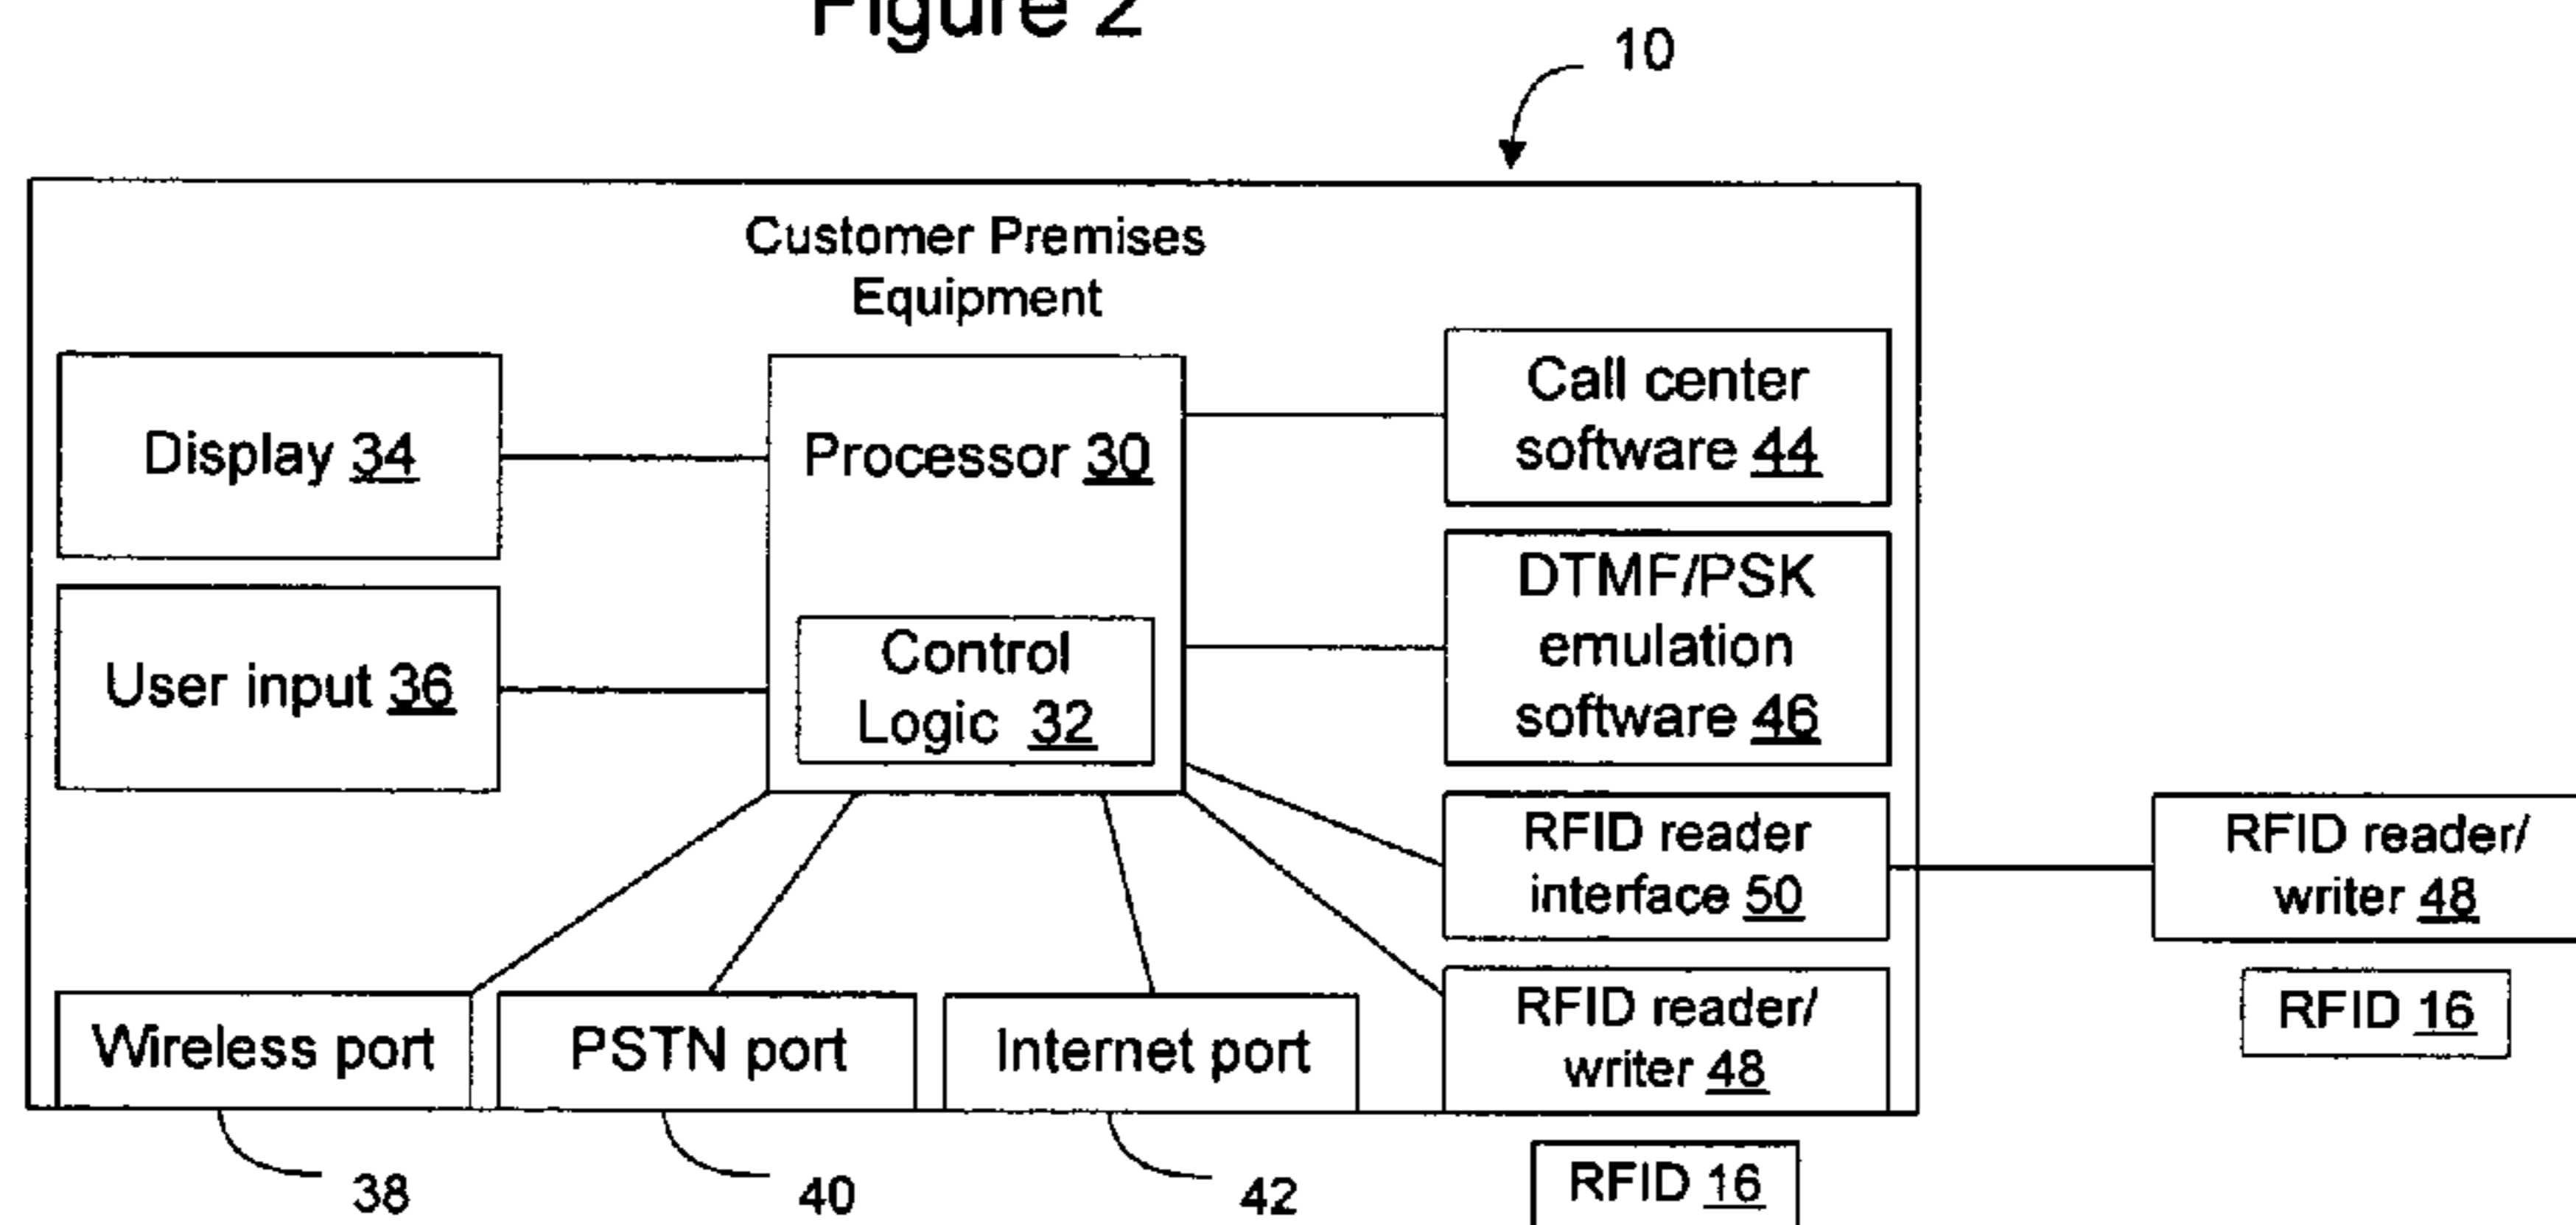 Figure 2
10
Customer Premises
Equipment
Display 34
User input 36
Processor 30
Control
Logic 32
Call center
software 44
DTMF/PSK
emulation
software 46
RFID reader
interface 50
RFID reader/
writer 48
RFID reader/
writer 48
RFID 16
Wireless port
PSTN port
Internet port
38
40
42
RFID 16